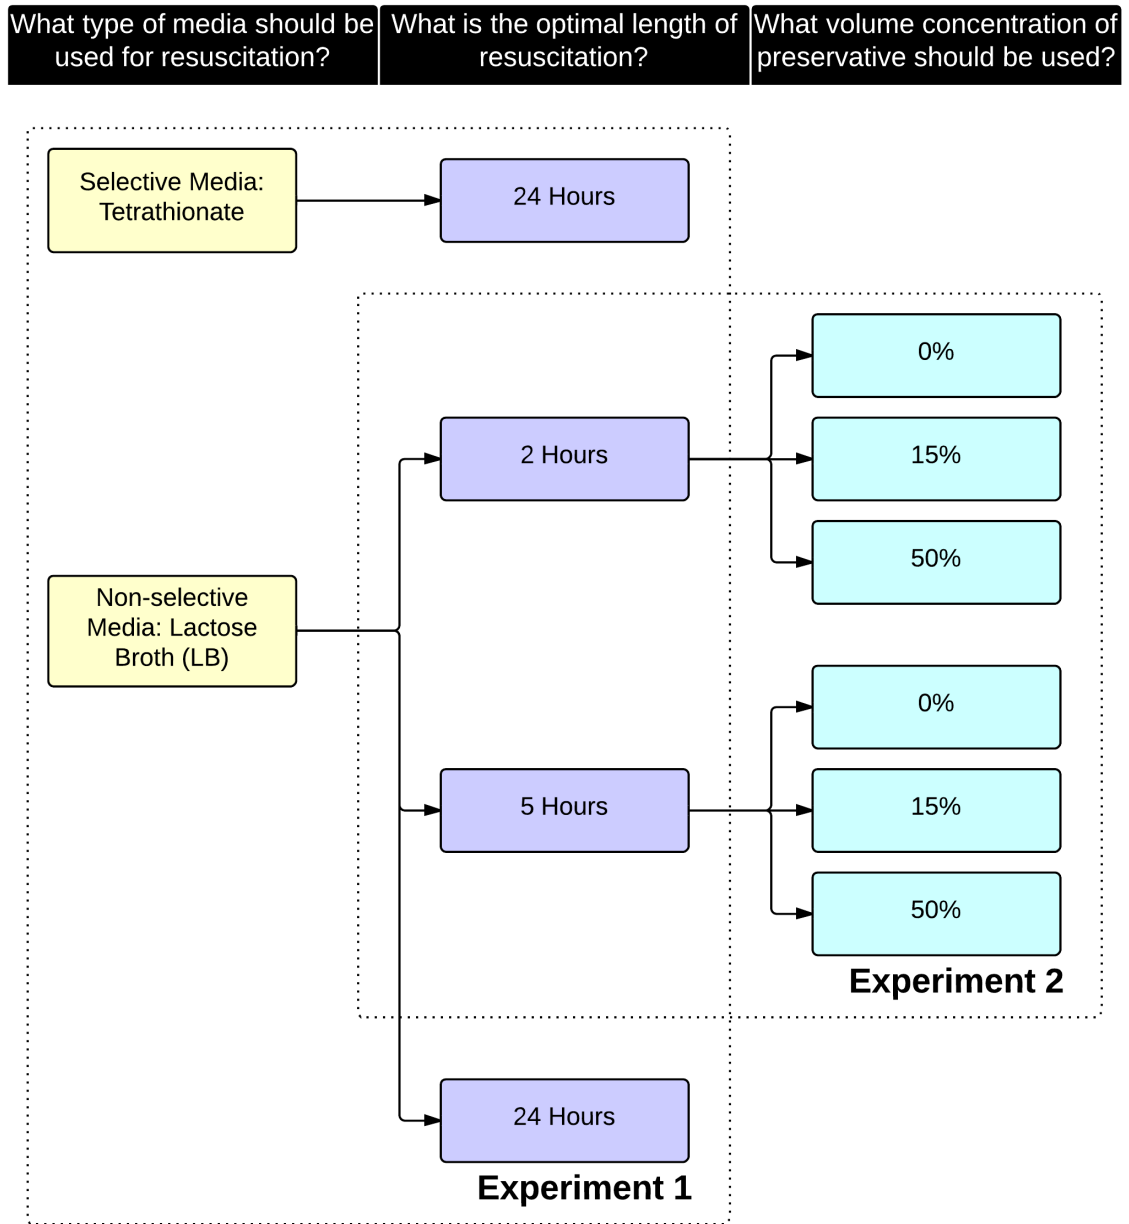 What type of media should be
used for resuscitation?
What is the optimal length of
resuscitation?
What volume concentration of
preservative should be used?
Selective Media:
Tetrathionate
24 Hours
0%
2 Hours
15%
50%
Non-selective
Media: Lactose
Broth (LB)
0%
5 Hours
15%
50%
Experiment 2
24 Hours
Experiment 1